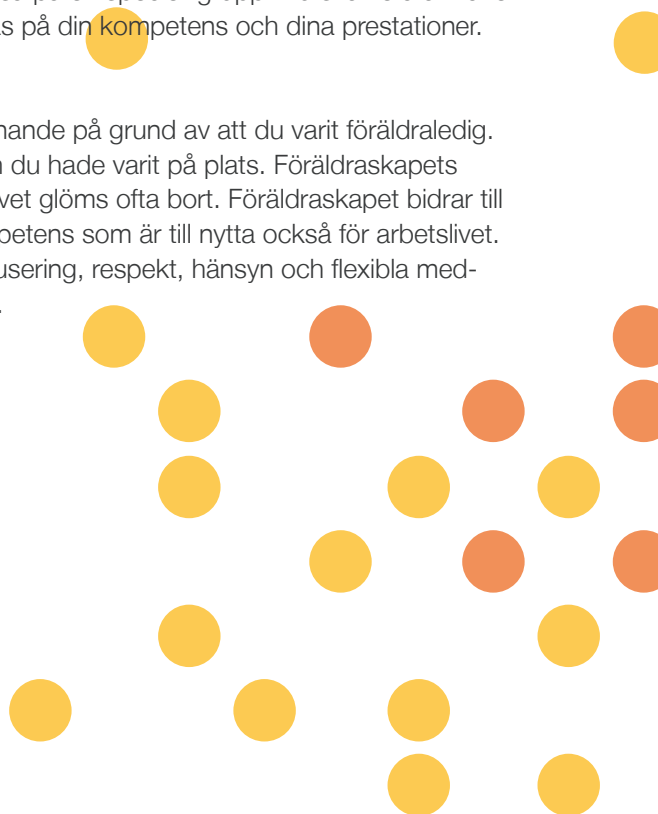 s på din kompetens och dina prestationer.
nande på grund av att du varit föräldraledig.
n du hade varit på plats. Föräldraskapets
vet glöms ofta bort. Föräldraskapet bidrar till
petens som är till nytta också för arbetslivet.
usering, respekt, hänsyn och flexibla med-
.